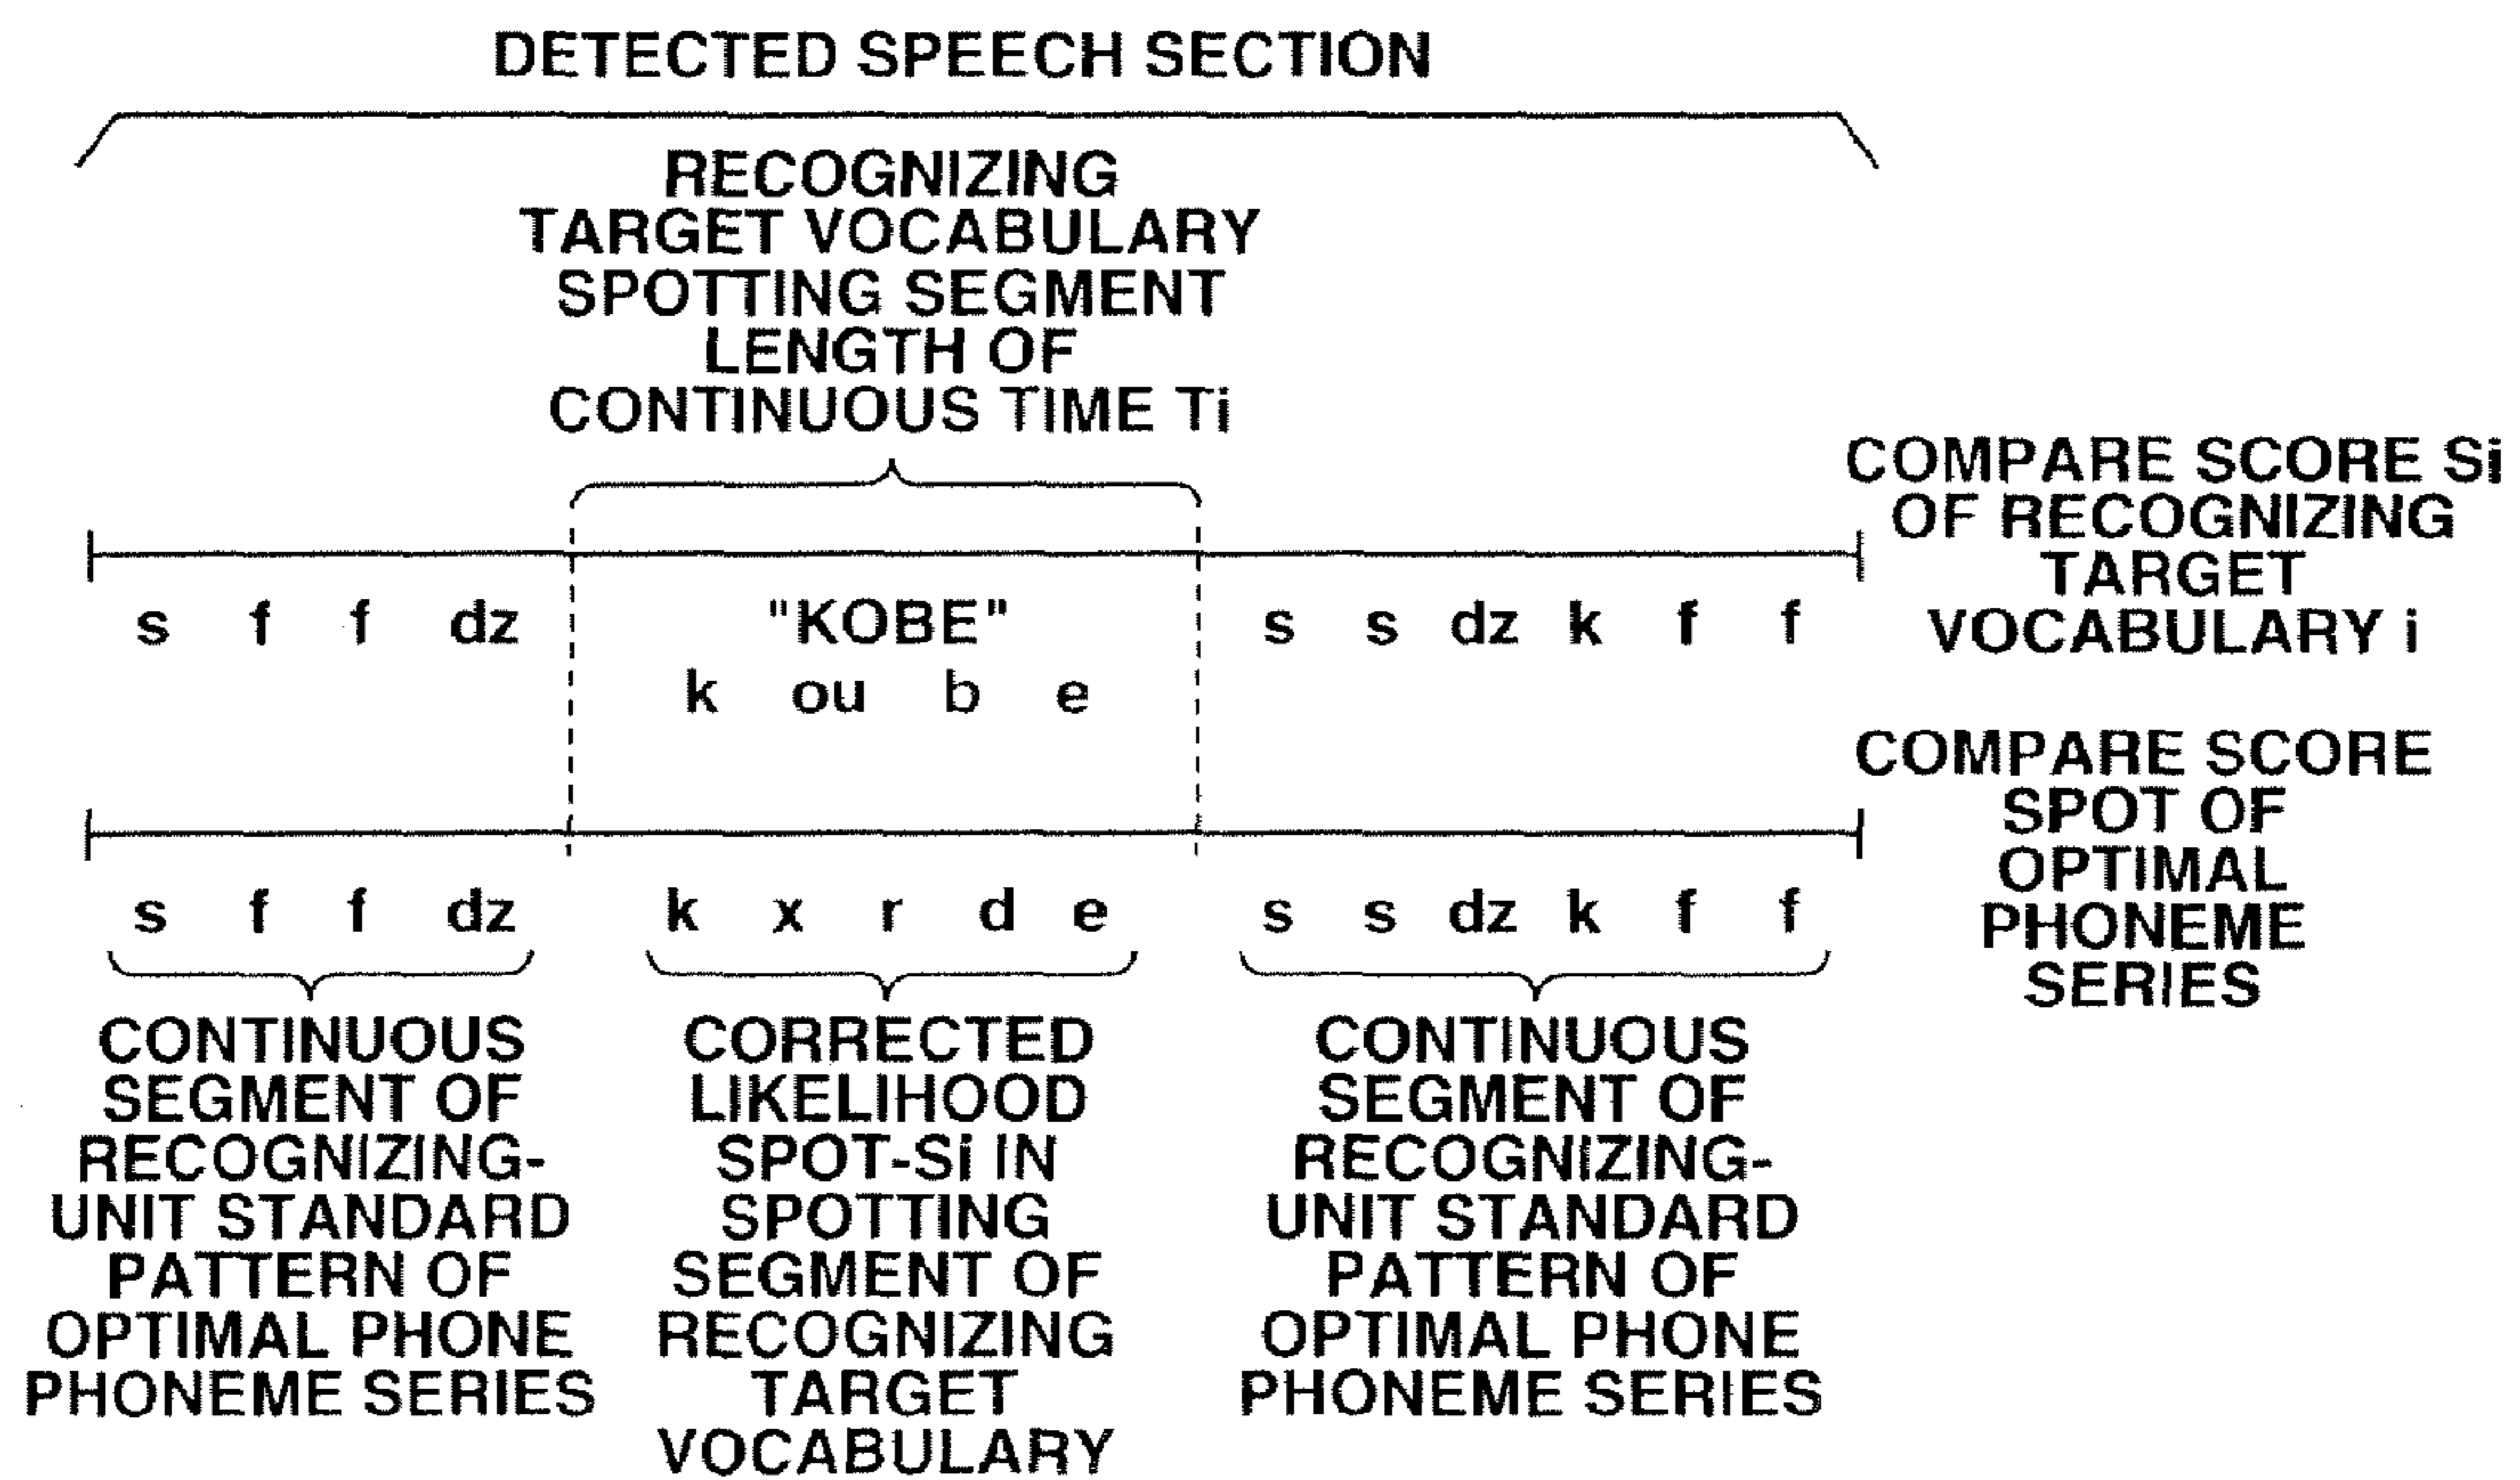 DETECTED SPEECH SECTION
RECOGNIZING
TARGET VOCABULARY
SPOTTING SEGMENT
LENGTH OF
CONTINUOUS TIME Ti
COMPARE SCORE Si
OF RECOGNIZING
TARGET
VOCABULARY i
s f f dz "KOBE" s s dz k f f
k ou b e
COMPARE SCORE
SPOT OF
OPTIMAL
PHONEME
SERIES
s f f dz k x r d e s s dz k f f
CONTINUOUS
SEGMENT OF
RECOGNIZING-
UNIT STANDARD
PATTERN OF
OPTIMAL PHONE
PHONEME SERIES
CORRECTED
LIKELIHOOD
SPOT-Si IN
SPOTTING
SEGMENT OF
RECOGNIZING
TARGET
VOCABULARY
CONTINUOUS
SEGMENT OF
RECOGNIZING-
UNIT STANDARD
PATTERN OF
OPTIMAL PHONE
PHONEME SERIES